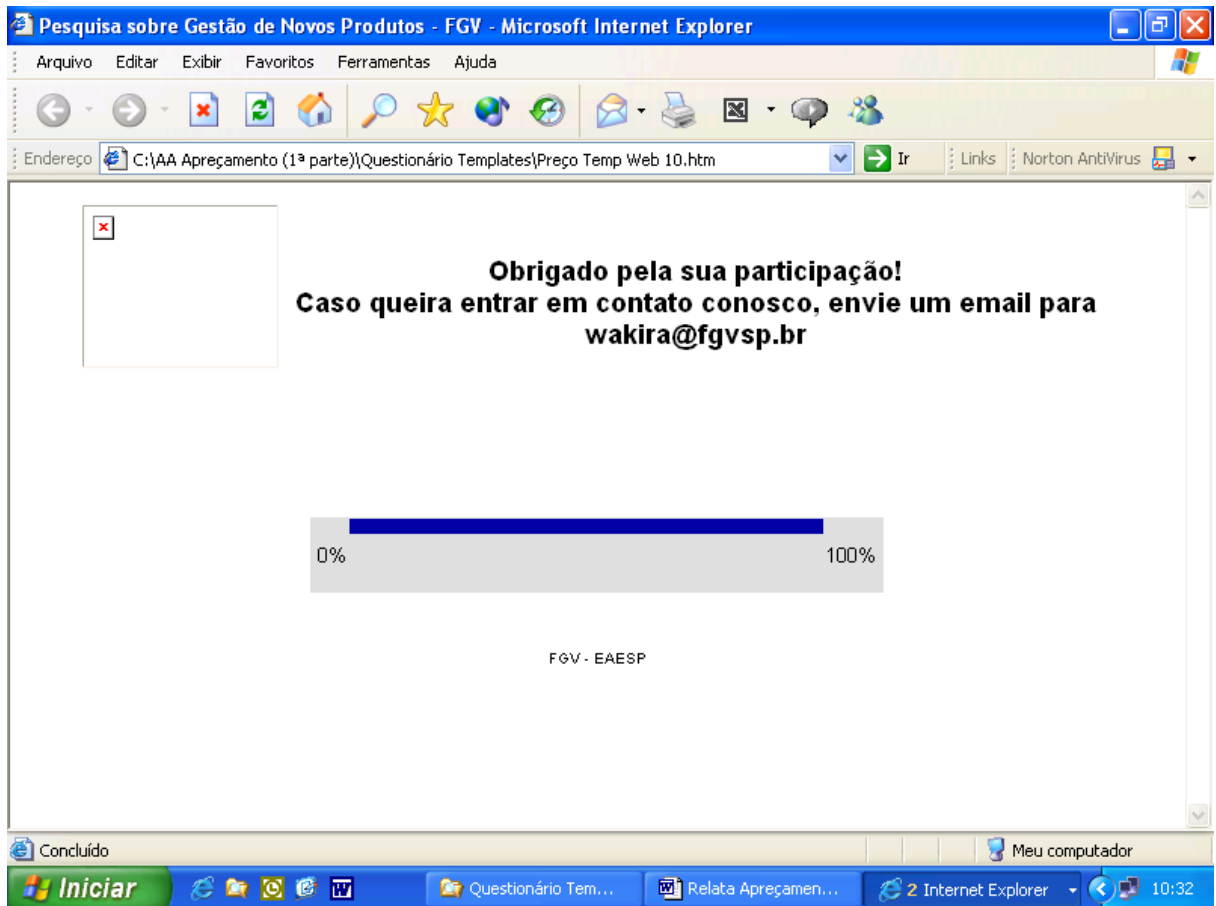 Pesquisa sobre Gestão de Novos Produtos - FGV - Microsoft Internet Explorer
Arquivo Editar Exibir Favoritos Ferramentas Ajuda
Endereço C:\AA Apreçamento (1ª parte)\Questionário Templates\Preço Temp Web 10.htm Ir Links Norton AntiVirus
Obrigado pela sua participação!
Caso queira entrar em contato conosco, envie um email para
wakira@fgvsp.br
0% 100%
FGV - EAESP
Concluído Meu computador
Iniciar Questionário Tem... Relata Apreçamen... 2 Internet Explorer 10:32